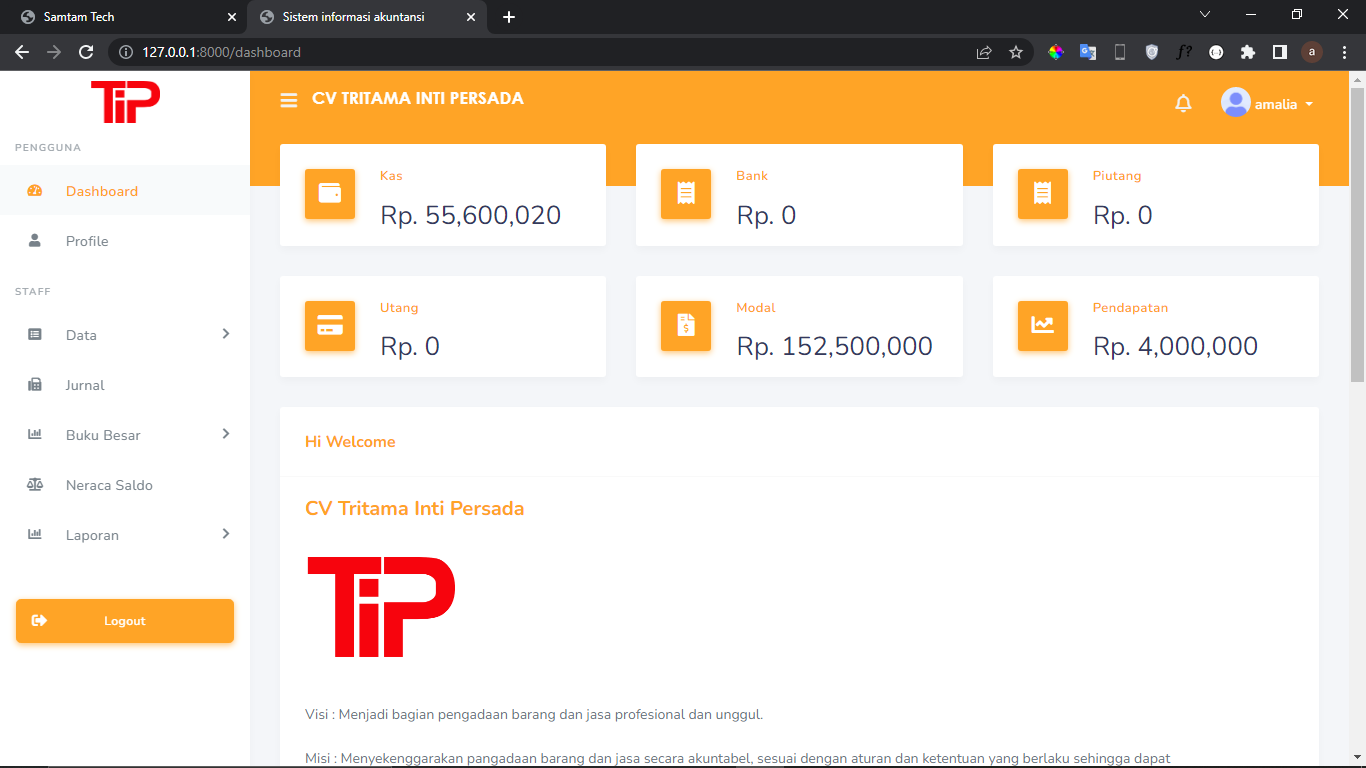 Samtam Tech
Sistem informasi akuntansi
127.0.0.1:8000/dashboard
f?
a
TiP
PENGGUNA
Dashboard
Profile
STAFF
Data
Jurnal
Buku Besar
Neraca Saldo
Laporan
Logout
CV TRITAMA INTI PERSADA
amalia
Kas
Rp. 55,600,020
Bank
Rp. 0
Piutang
Rp. 0
Utang
Rp. 0
Modal
Rp. 152,500,000
Pendapatan
Rp. 4,000,000
Hi Welcome
CV Tritama Inti Persada
TiP
Visi : Menjadi bagian pengadaan barang dan jasa profesional dan unggul.
Misi : Menyekenggarakan pangadaan barang dan jasa secara akuntabel, sesuai dengan aturan dan ketentuan yang berlaku sehingga dapat